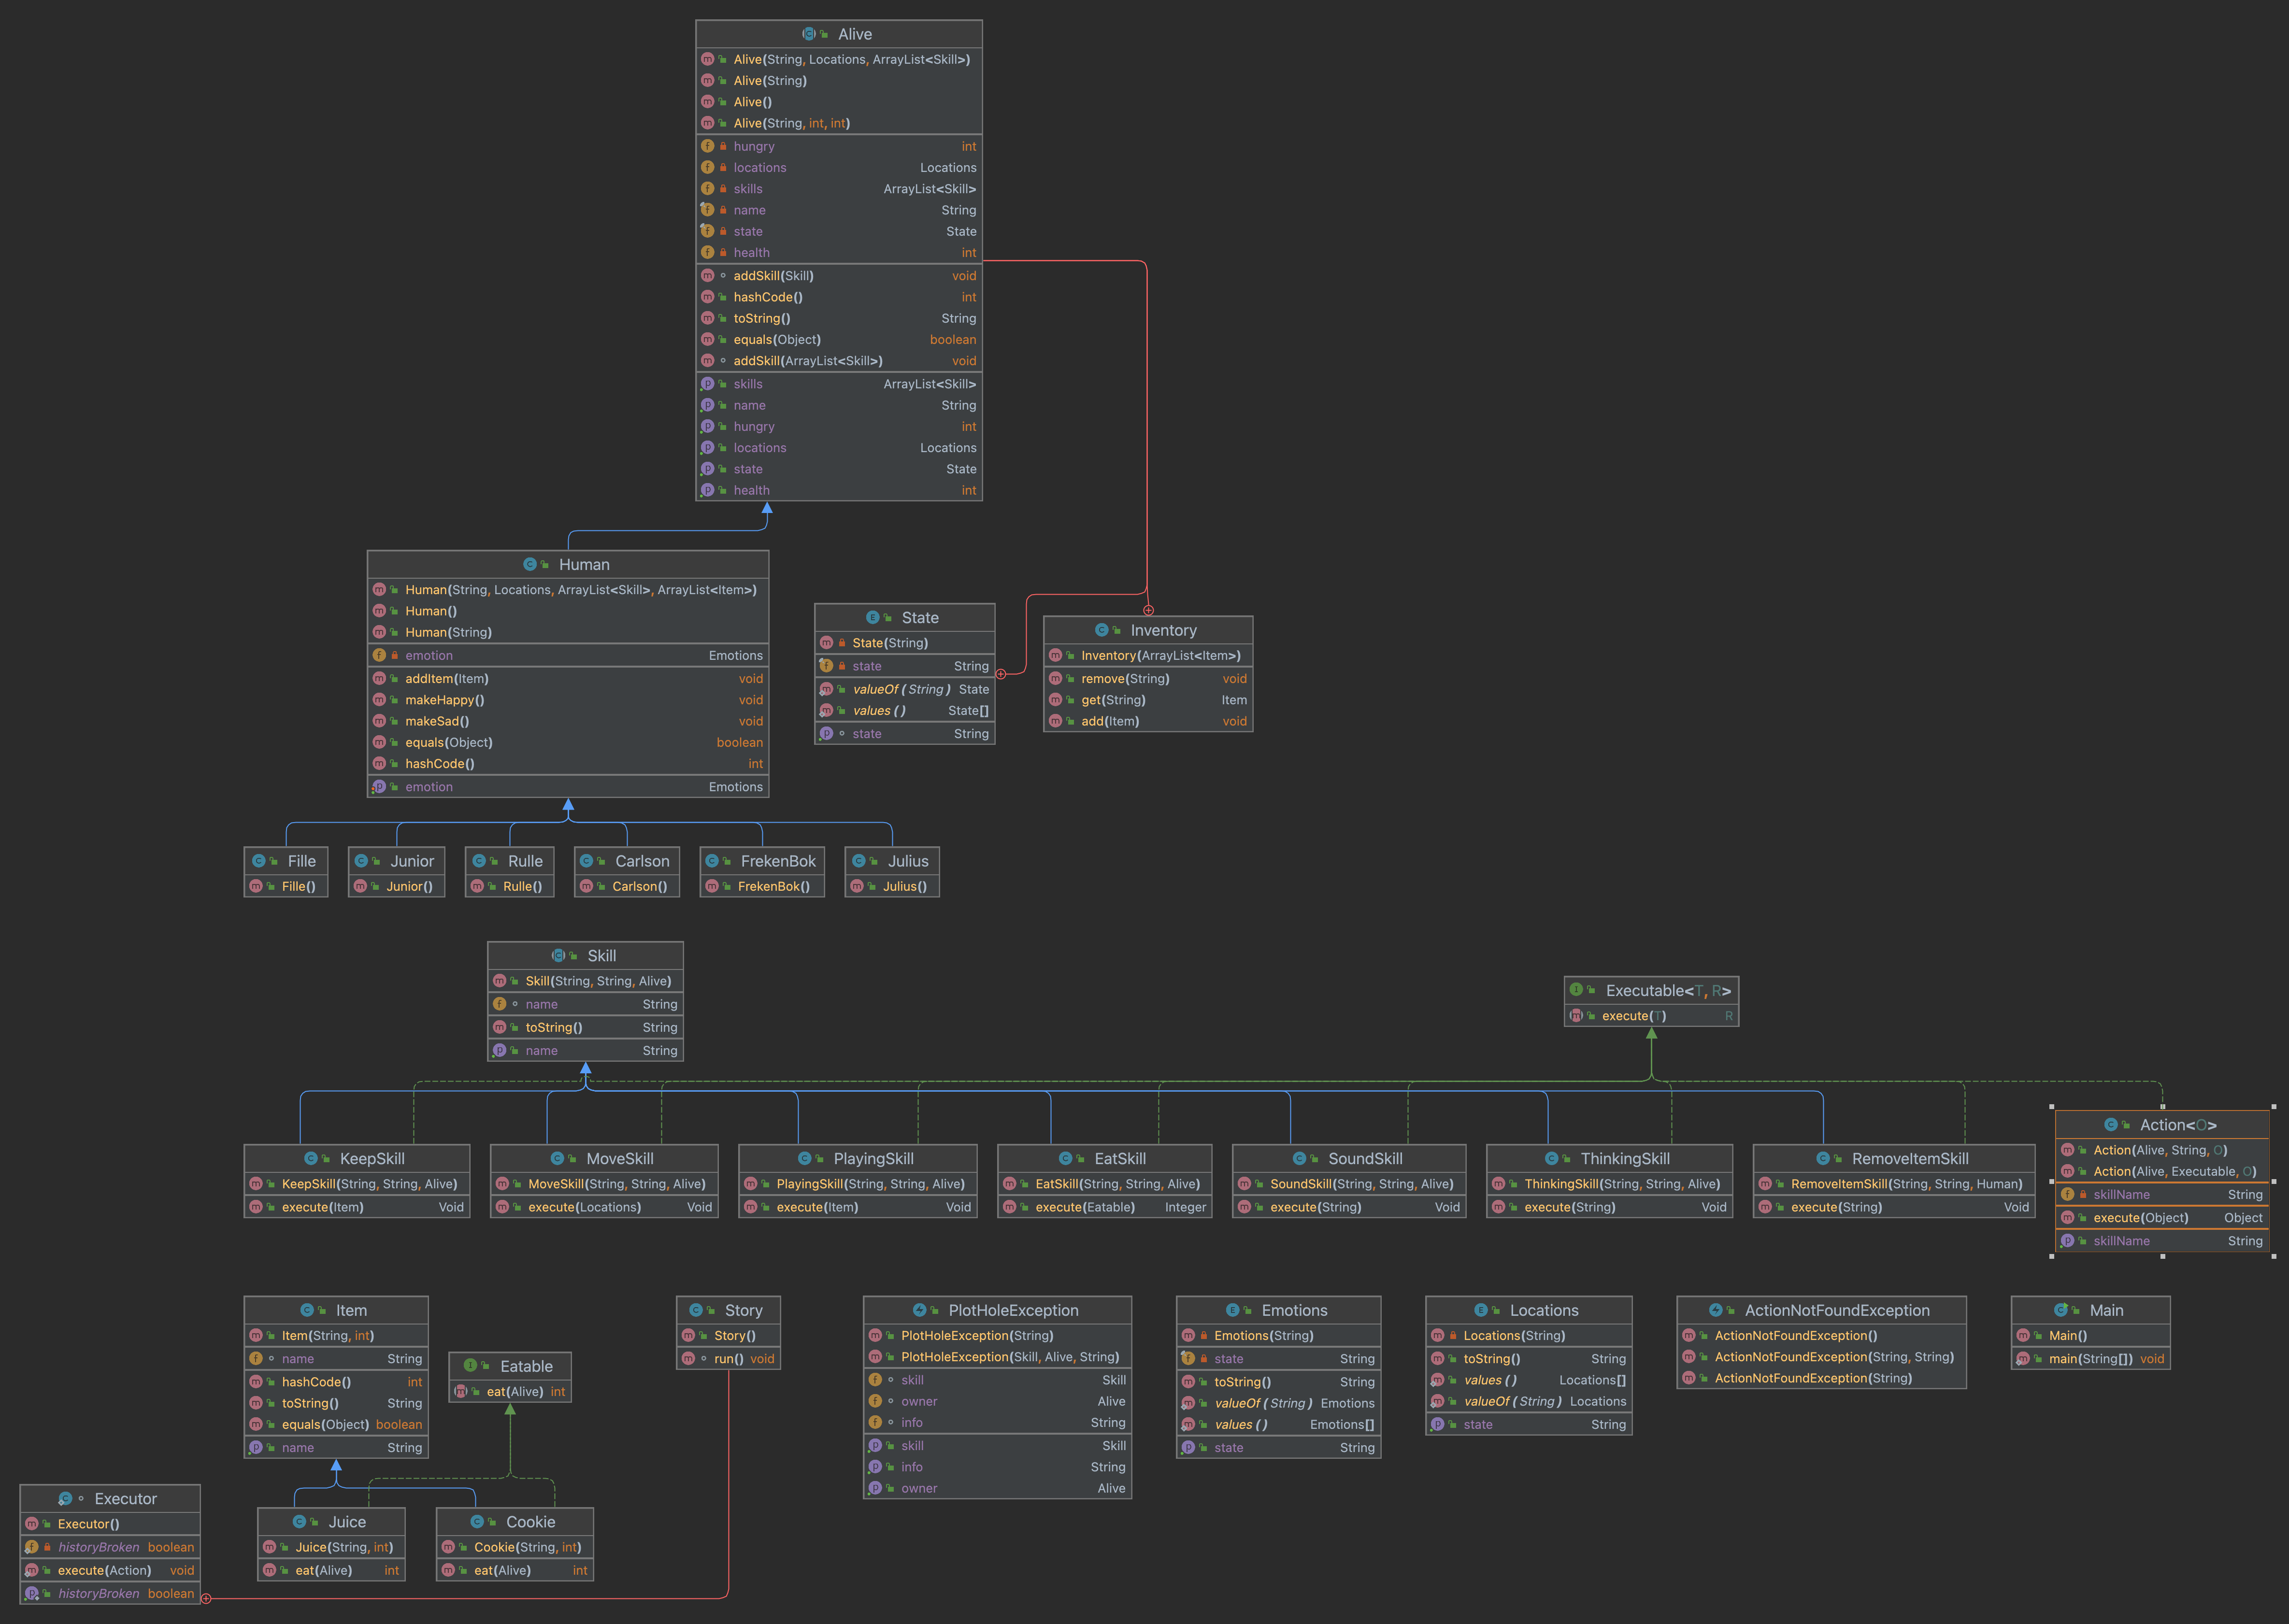 Alive
Alive(String, Locations, ArrayList<Skill>)
Alive(String)
Alive()
Alive(String, int, int)
hungry int
locations Locations
skills ArrayList<Skill>
name String
state State
health int
addSkill(Skill) void
hashCode() int
toString() String
equals(Object) boolean
addSkill(ArrayList<Skill>) void
skills ArrayList<Skill>
name String
hungry int
locations Locations
state State
health int
Human
Human(String, Locations, ArrayList<Skill>, ArrayList<Item>)
Human()
Human(String)
emotion Emotions
addItem(Item) void
makeHappy() void
makeSad() void
equals(Object) boolean
hashCode() int
emotion Emotions
State
State(String)
state String
valueOf(String) State
values() State[]
state String
Inventory
Inventory(ArrayList<Item>)
remove(String) void
get(String) Item
add(Item) void
Fille
Fille()
Junior
Junior()
Rulle
Rulle()
Carlson
Carlson()
FrekenBok
FrekenBok()
Julius
Julius()
Skill
Skill(String, String, Alive)
name String
toString() String
name String
Executable<T, R>
execute(T) R
KeepSkill
KeepSkill(String, String, Alive)
execute(Item) Void
MoveSkill
MoveSkill(String, String, Alive)
execute(Locations) Void
PlayingSkill
PlayingSkill(String, String, Alive)
execute(Item) Void
EatSkill
EatSkill(String, String, Alive)
execute(Eatable) Integer
SoundSkill
SoundSkill(String, String, Alive)
execute(String) Void
ThinkingSkill
ThinkingSkill(String, String, Alive)
execute(String) Void
RemoveItemSkill
RemoveItemSkill(String, String, Human)
execute(String) Void
Action<O>
Action(Alive, String, O)
Action(Alive, Executable, O)
skillName String
execute(Object) Object
skillName String
Item
Item(String, int)
name String
hashCode() int
toString() String
equals(Object) boolean
name String
Eatable
eat(Alive) int
Story
Story()
run() void
PlotHoleException
PlotHoleException(String)
PlotHoleException(Skill, Alive, String)
skill Skill
owner Alive
info String
skill Skill
info String
owner Alive
Emotions
Emotions(String)
state String
toString() String
valueOf(String) Emotions
values() Emotions[]
state String
Locations
Locations(String)
toString() String
values() Locations[]
valueOf(String) Locations
state String
ActionNotFoundException
ActionNotFoundException()
ActionNotFoundException(String, String)
ActionNotFoundException(String)
Main
Main()
main(String[]) void
Executor
Executor()
historyBroken boolean
execute(Action) void
historyBroken boolean
Juice
Juice(String, int)
eat(Alive) int
Cookie
Cookie(String, int)
eat(Alive) int